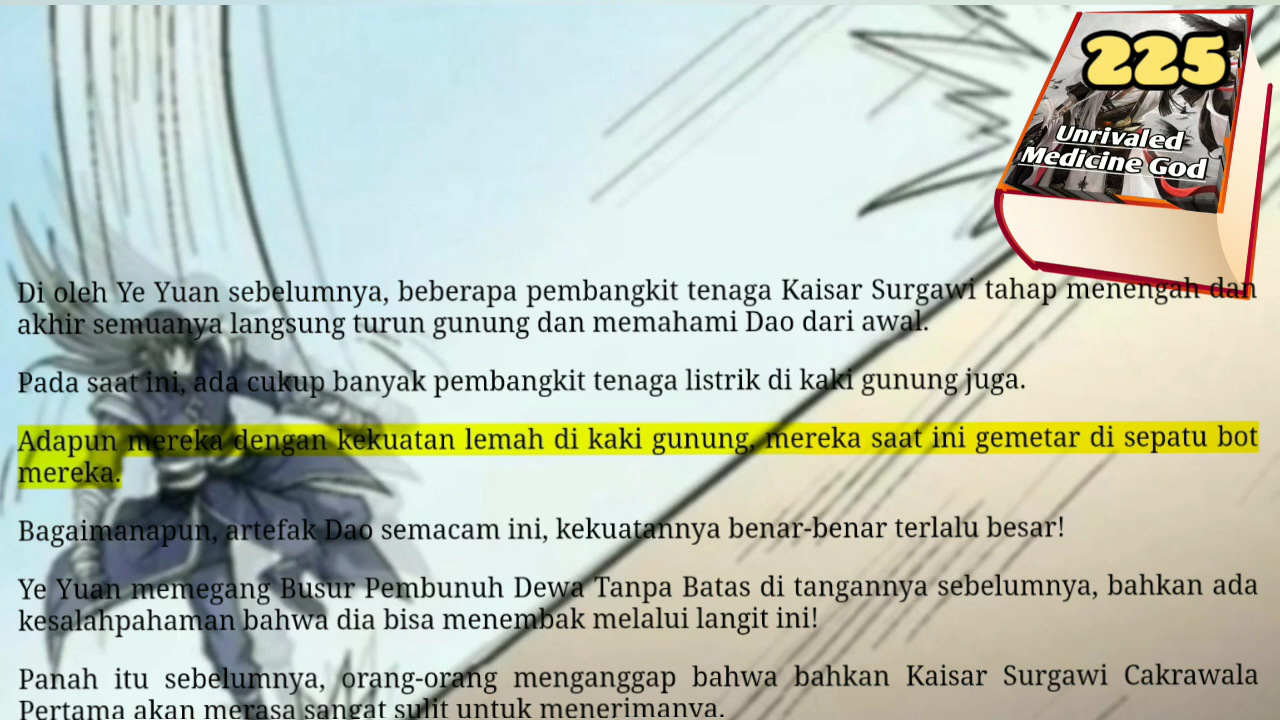 225
Unrivaled
Medicine God
Di oleh Ye Yuan sebelumnya, beberapa pembangkit tenaga Kaisar Surgawi tahap menengah dan
akhir semuanya langsung turun gunung dan memahami Dao dari awal.
Pada saat ini, ada cukup banyak pembangkit tenaga listrik di kaki gunung juga.
Adapun mereka dengan kekuatan lemah di kaki gunung, mereka saat ini gemetar di sepatu bot
mereka.
Bagaimanapun, artefak Dao semacam ini, kekuatannya benar-benar terlalu besar!
Ye Yuan memegang Busur Pembunuh Dewa Tanpa Batas di tangannya sebelumnya, bahkan ada
kesalahpahaman bahwa dia bisa menembak melalui langit ini!
Panah itu sebelumnya, orang-orang menganggap bahwa bahkan Kaisar Surgawi Cakrawala
Pertama akan merasa sangat sulit untuk menerimanya.